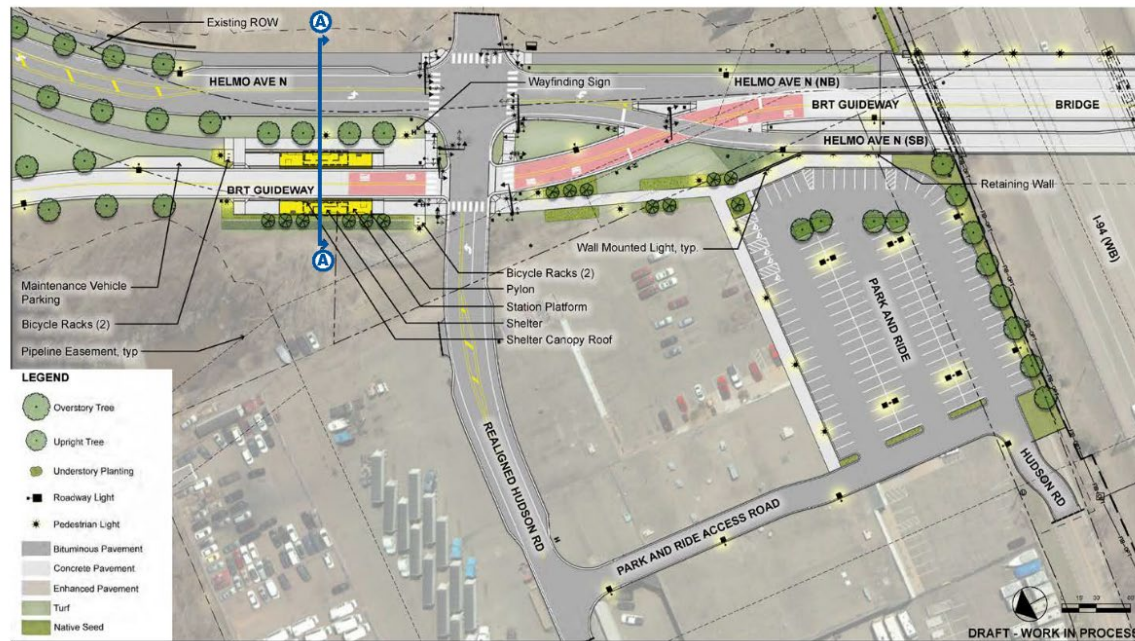 Existing ROW
A
HELMO AVE N
Wayfinding Sign
HELMO AVE N (NB)
BRT GUIDEWAY
BRIDGE
HELMO AVE N (SB)
BRT GUIDEWAY
Retaining Wall
A
Wall Mounted Light, typ.
I-94 (WB)
Maintenance Vehicle
Parking
Bicycle Racks (2)
Pipeline Easement, typ
Bicycle Racks (2)
Pylon
Station Platform
Shelter
Shelter Canopy Roof
PARK AND RIDE
REALIGNED HUDSON RD
PARK AND RIDE ACCESS ROAD
HUDSON RD
LEGEND
Overstory Tree
Upright Tree
Understory Planting
Roadway Light
Pedestrian Light
Bituminous Pavement
Concrete Pavement
Enhanced Pavement
Turf
Native Seed
DRAFT - WORK IN PROCESS